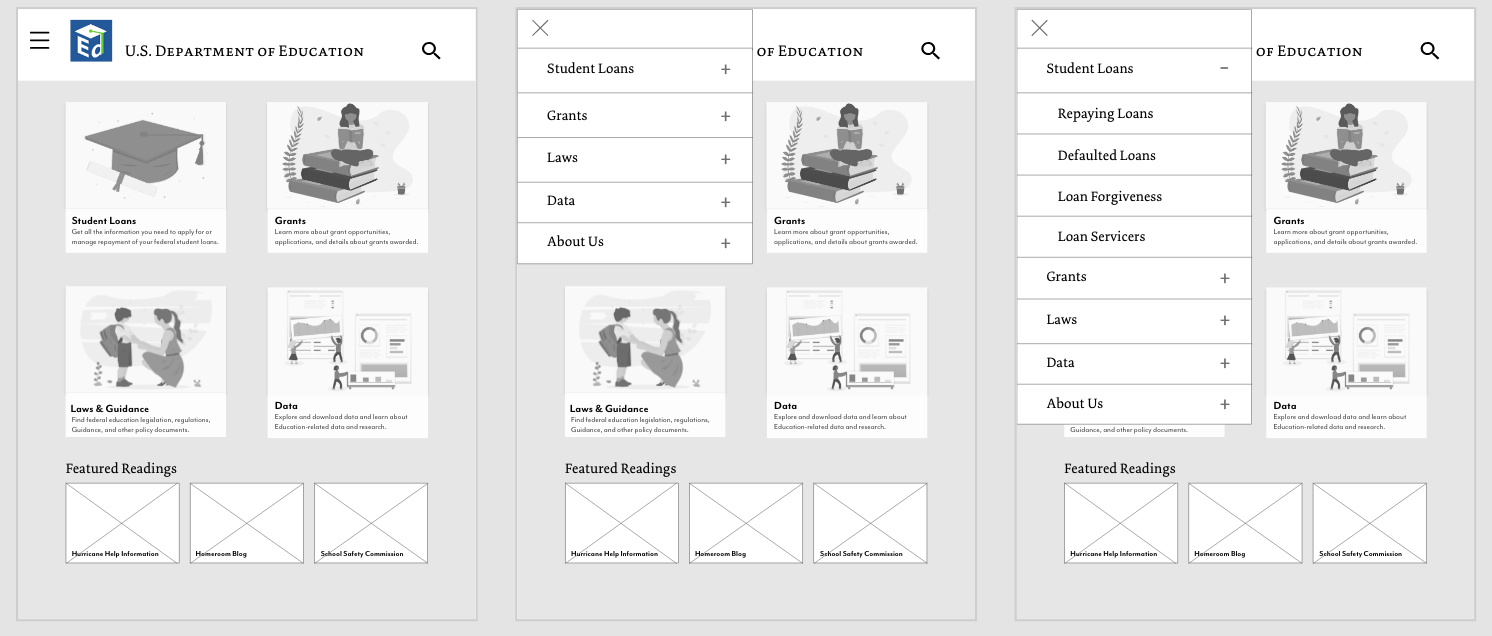 Ed
U.S. DEPARTMENT OF EDUCATION
Student Loans
Get all the information you need to apply for or
manage repayment of your federal student loans.
Grants
Learn more about grant opportunities,
applications, and details about grants awarded.
Laws & Guidance
Find federal education legislation, regulations,
Guidance, and other policy documents.
Data
Explore and download data and learn about
Education-related data and research.
Featured Readings
Hurricane Help Information
Homeroom Blog
School Safety Commission
OF EDUCATION
Student Loans +
Grants +
Laws +
Data +
About Us +
Grants
Learn more about grant opportunities,
applications, and details about grants awarded.
Laws & Guidance
Find federal education legislation, regulations,
Guidance, and other policy documents.
Data
Explore and download data and learn about
Education-related data and research.
Featured Readings
Hurricane Help Information
Homeroom Blog
School Safety Commission
OF EDUCATION
Student Loans −
Repaying Loans
Defaulted Loans
Loan Forgiveness
Loan Servicers
Grants +
Laws +
Data +
About Us +
Grants
Learn more about grant opportunities,
applications, and details about grants awarded.
Guidance, and other policy documents.
Data
Explore and download data and learn about
Education-related data and research.
Featured Readings
Hurricane Help Information
Homeroom Blog
School Safety Commission